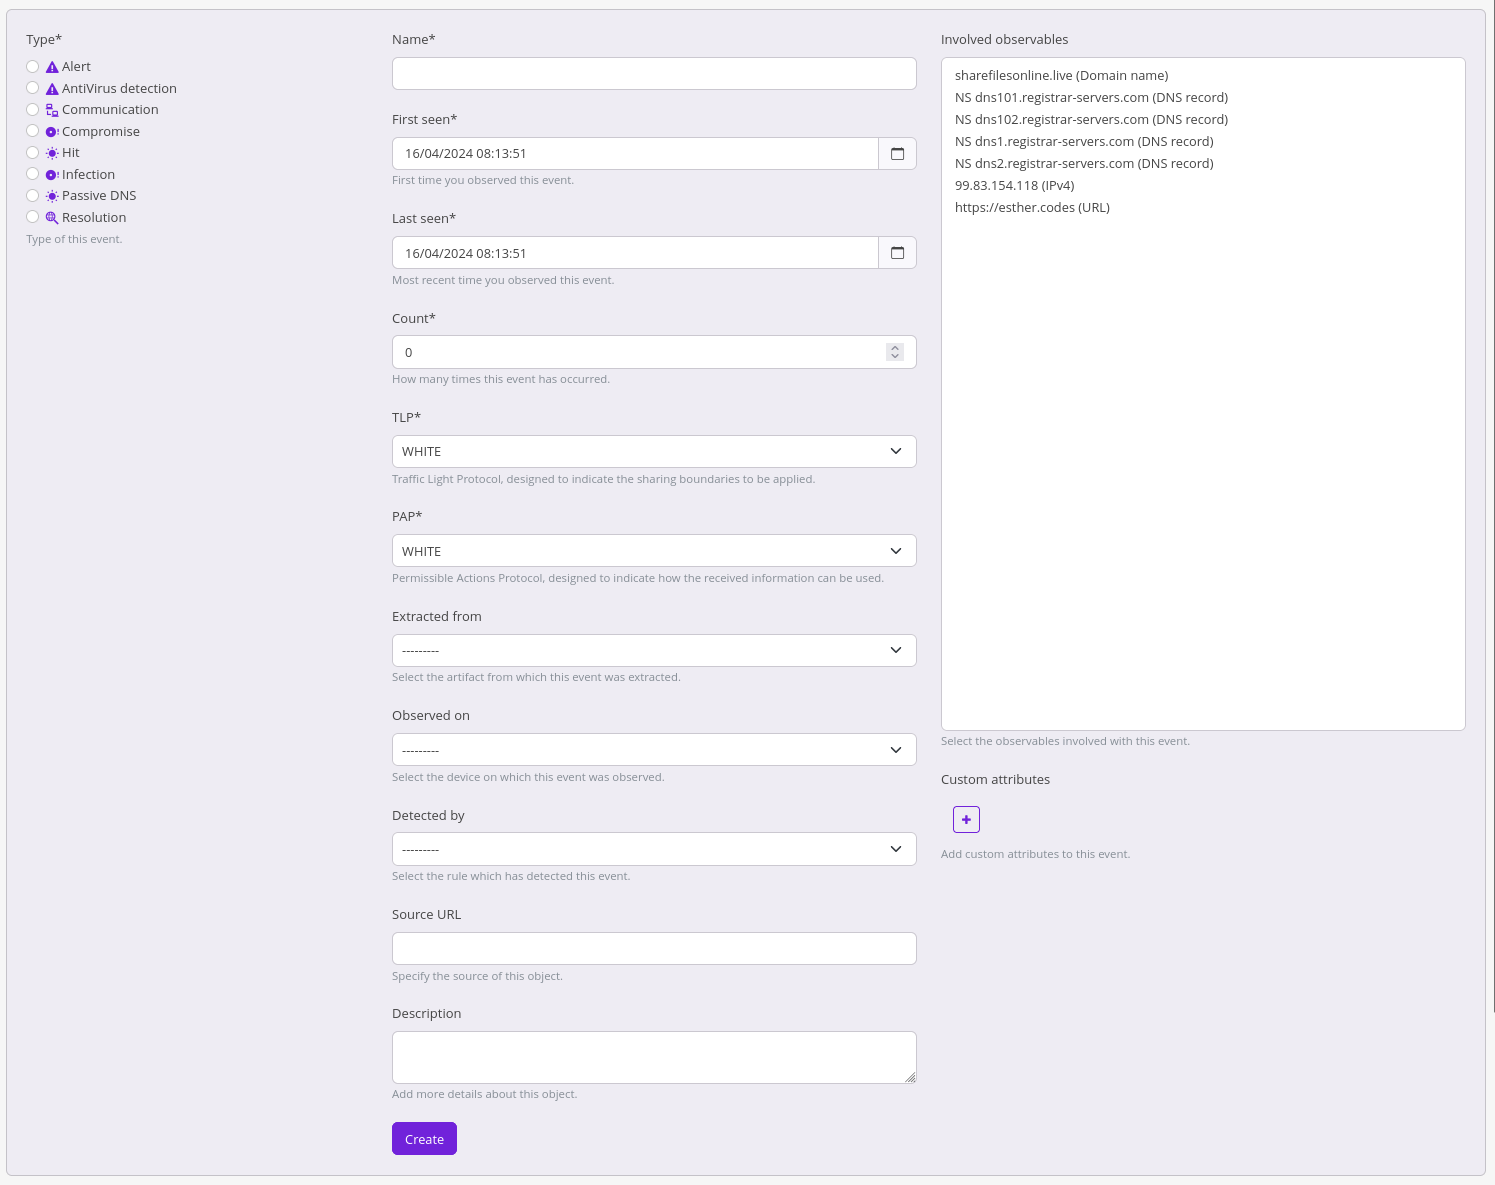 Type*
Alert
AntiVirus detection
Communication
Compromise
Hit
Infection
Passive DNS
Resolution
Type of this event.
Name*
First seen*
16/04/2024 08:13:51
First time you observed this event.
Last seen*
16/04/2024 08:13:51
Most recent time you observed this event.
Count*
0
How many times this event has occurred.
TLP*
WHITE
Traffic Light Protocol, designed to indicate the sharing boundaries to be applied.
PAP*
WHITE
Permissible Actions Protocol, designed to indicate how the received information can be used.
Extracted from
---------
Select the artifact from which this event was extracted.
Observed on
---------
Select the device on which this event was observed.
Detected by
---------
Select the rule which has detected this event.
Source URL
Specify the source of this object.
Description
Add more details about this object.
Create
Involved observables
sharefilesonline.live (Domain name)
NS dns101.registrar-servers.com (DNS record)
NS dns102.registrar-servers.com (DNS record)
NS dns1.registrar-servers.com (DNS record)
NS dns2.registrar-servers.com (DNS record)
99.83.154.118 (IPv4)
https://esther.codes (URL)
Select the observables involved with this event.
Custom attributes
+
Add custom attributes to this event.